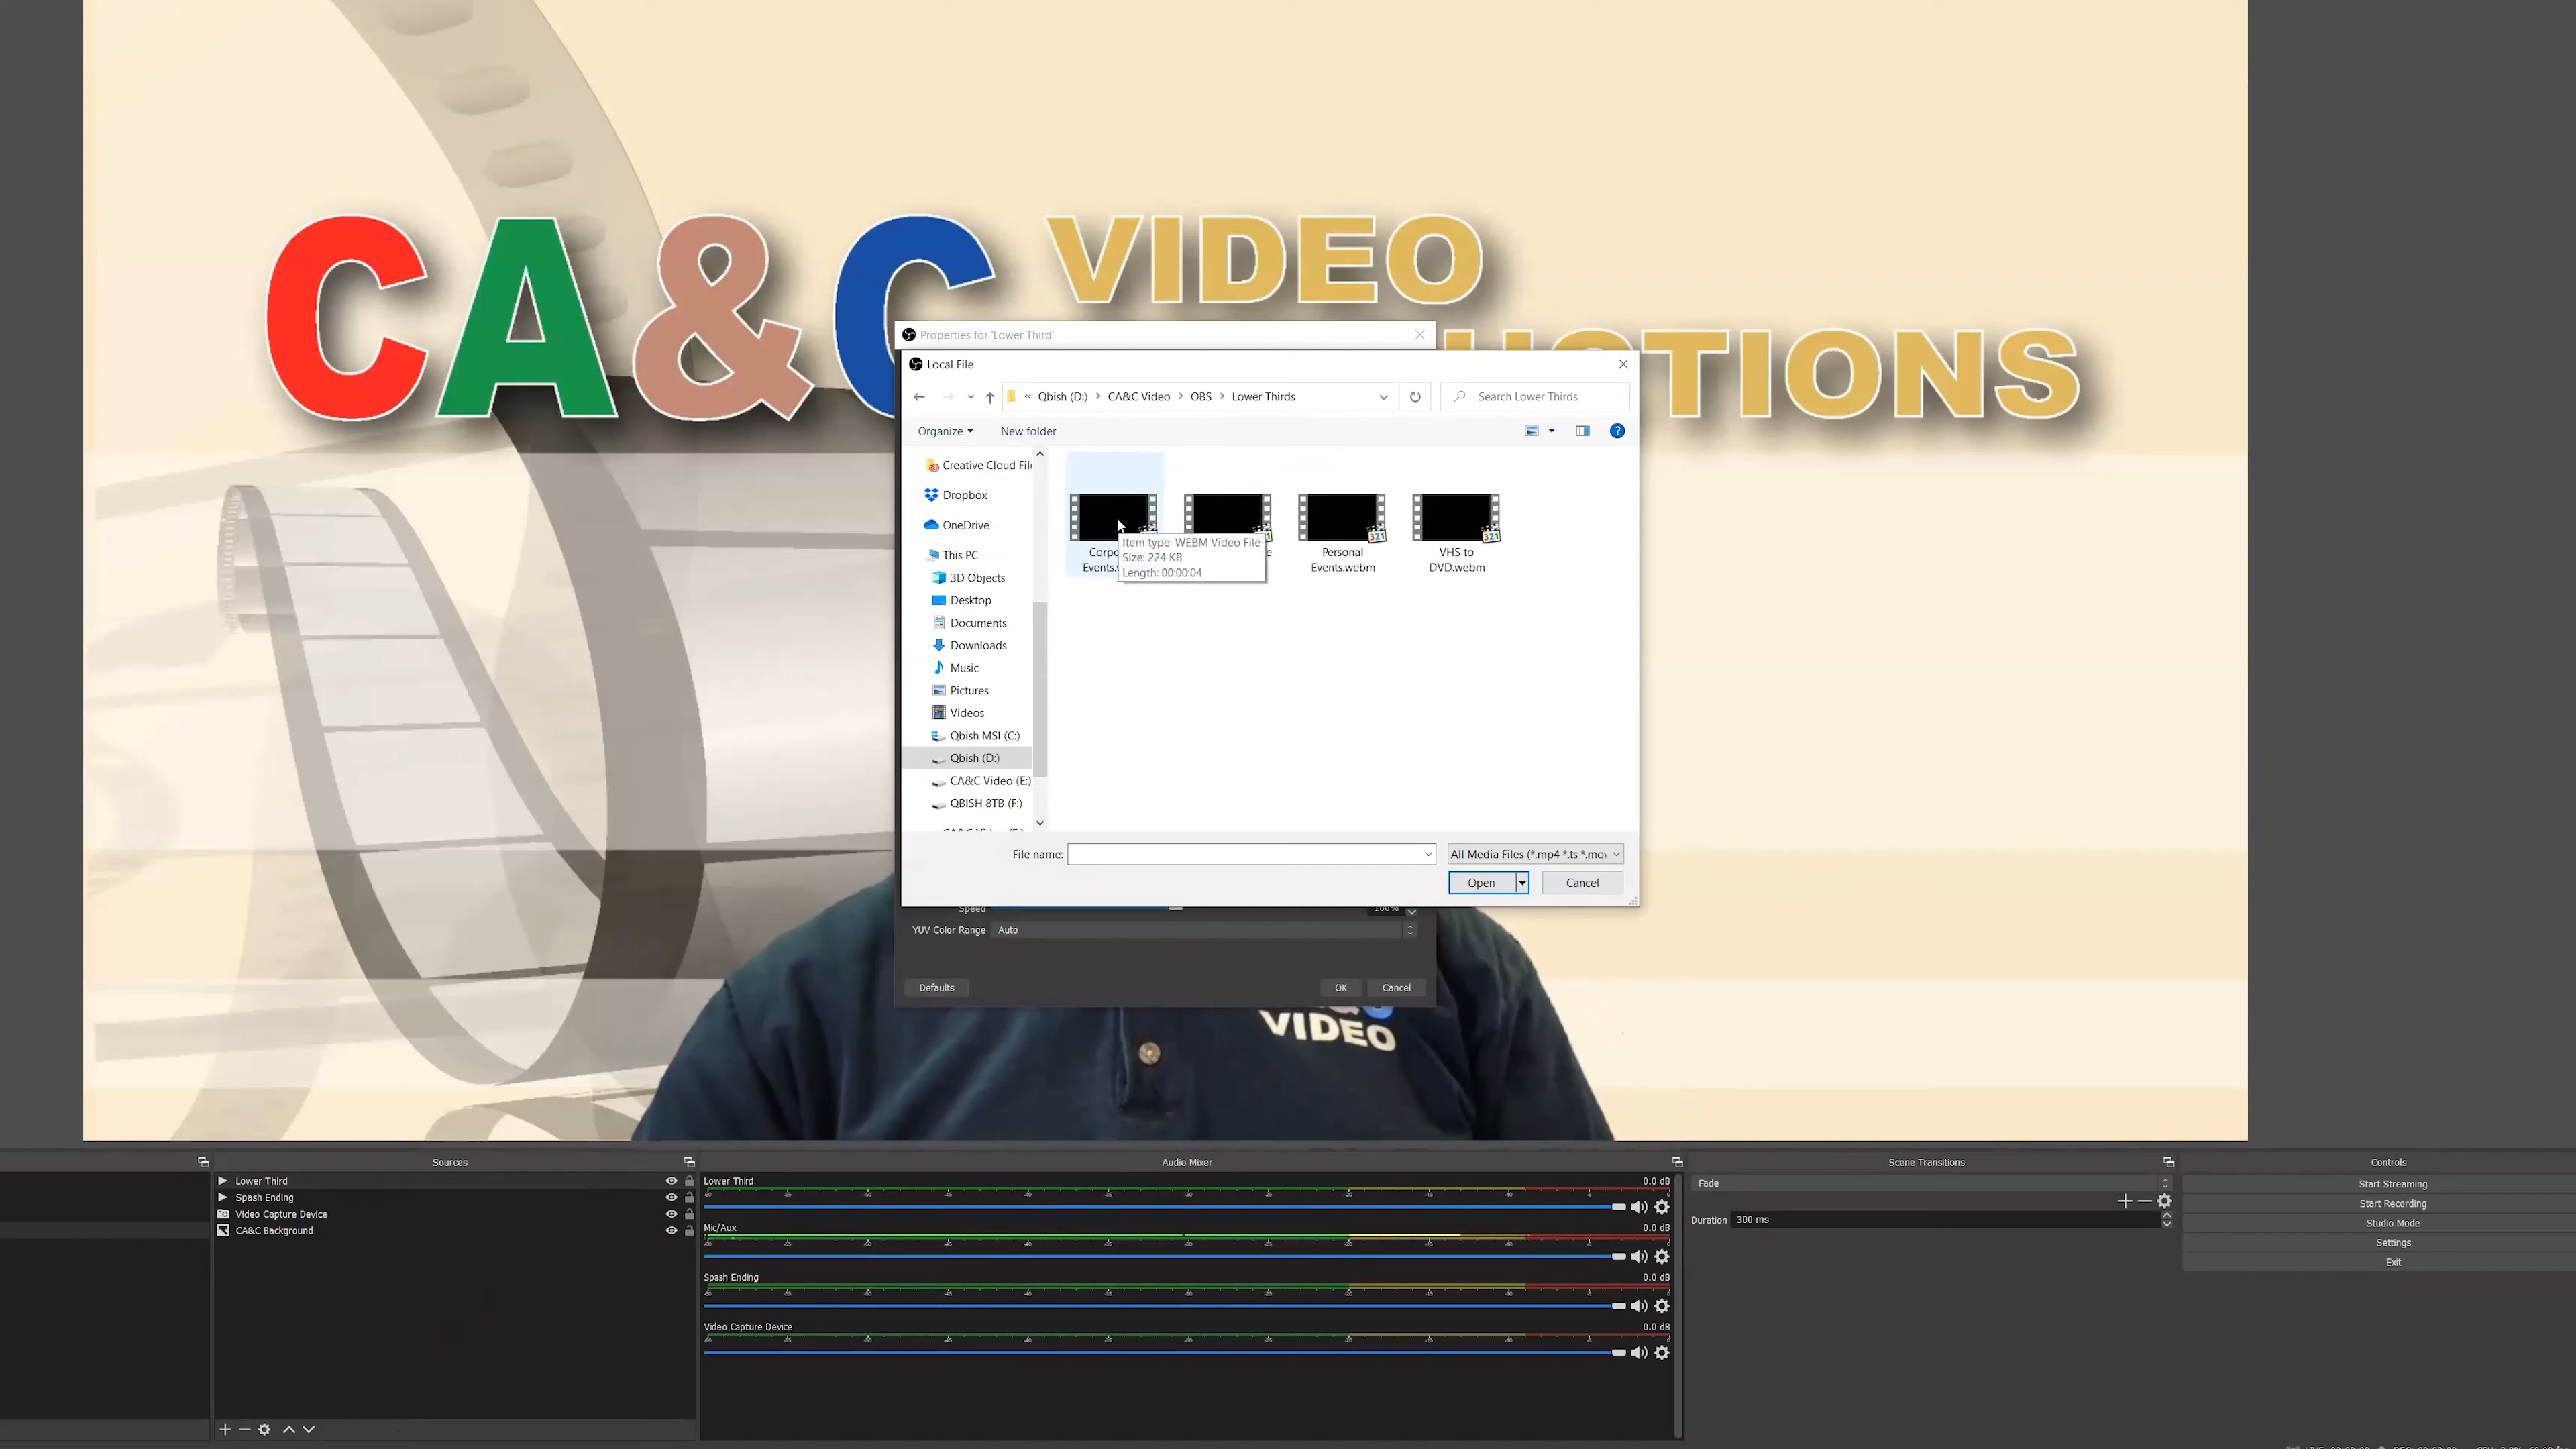 CA&C VIDEO
Properties for 'Lower Third'
Local File
« Qbish (D:) > CA&C Video > OBS > Lower Thirds
Search Lower Thirds
Organize
New folder
Creative Cloud File
Dropbox
OneDrive
This PC
3D Objects
Desktop
Documents
Downloads
Music
Pictures
Videos
Qbish MSI (C:)
Qbish (D:)
CA&C Video (E:)
QBISH 8TB (F:)
Item type: WEBM Video File
Size: 224 KB
Length: 00:00:04
Personal
Events.webm
VHS to
DVD.webm
File name:
All Media Files (*.mp4 *.ts *.mov
Open
Cancel
Speed
100%
YUV Color Range
Auto
Defaults
OK
Cancel
VIDEO
Sources
Lower Third
Spash Ending
Video Capture Device
CA&C Background
Audio Mixer
Lower Third
0.0 dB
Mic/Aux
0.0 dB
Spash Ending
0.0 dB
Video Capture Device
0.0 dB
Scene Transitions
Fade
Duration
300 ms
Controls
Start Streaming
Start Recording
Studio Mode
Settings
Exit